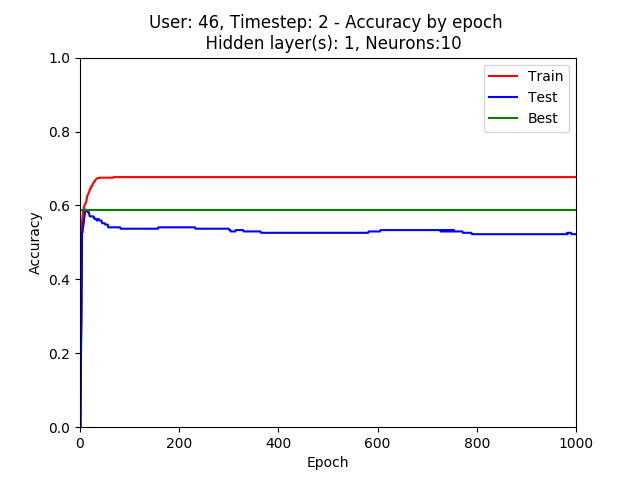 User: 46, Timestep: 2 - Accuracy by epoch
Hidden layer(s): 1, Neurons:10
Train
Test
Best
1.0
0.8
0.6
0.4
0.2
0.0
Accuracy
0
200
400
600
800
1000
Epoch